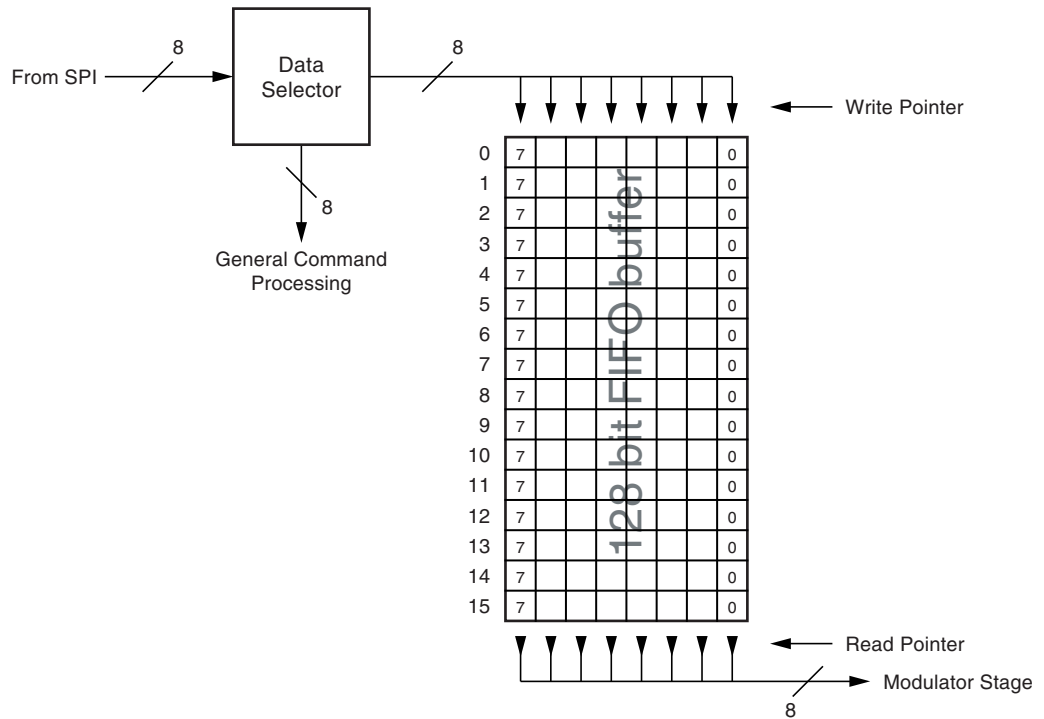 8
8
From SPI
Data
Selector
Write Pointer
8
General Command
Processing
0 7 0
1 7 0
2 7 0
3 7 0
4 7 0
5 7 0
6 7 0
7 7 0
8 7 0
9 7 0
10 7 0
11 7 0
12 7 0
13 7 0
14 7 0
15 7 0
128 bit FIFO buffer
Read Pointer
Modulator Stage
8